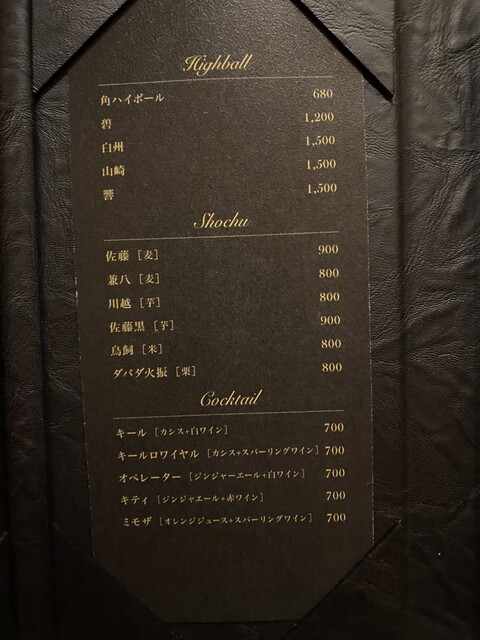 Highball
角ハイボール 680
碧 1,200
白州 1,500
山崎 1,500
響 1,500
Shochu
佐藤 [麦] 900
兼八 [麦] 800
川越 [芋] 800
佐藤黒 [芋] 900
鳥飼 [米] 800
ダバダ火振 [栗] 800
Cocktail
キール [カシス+白ワイン] 700
キールロワイヤル [カシス+スパーリングワイン] 700
オペレーター [ジンジャーエール+白ワイン] 700
キティ [ジンジャエール+赤ワイン] 700
ミモザ [オレンジジュース+スパーリングワイン] 700